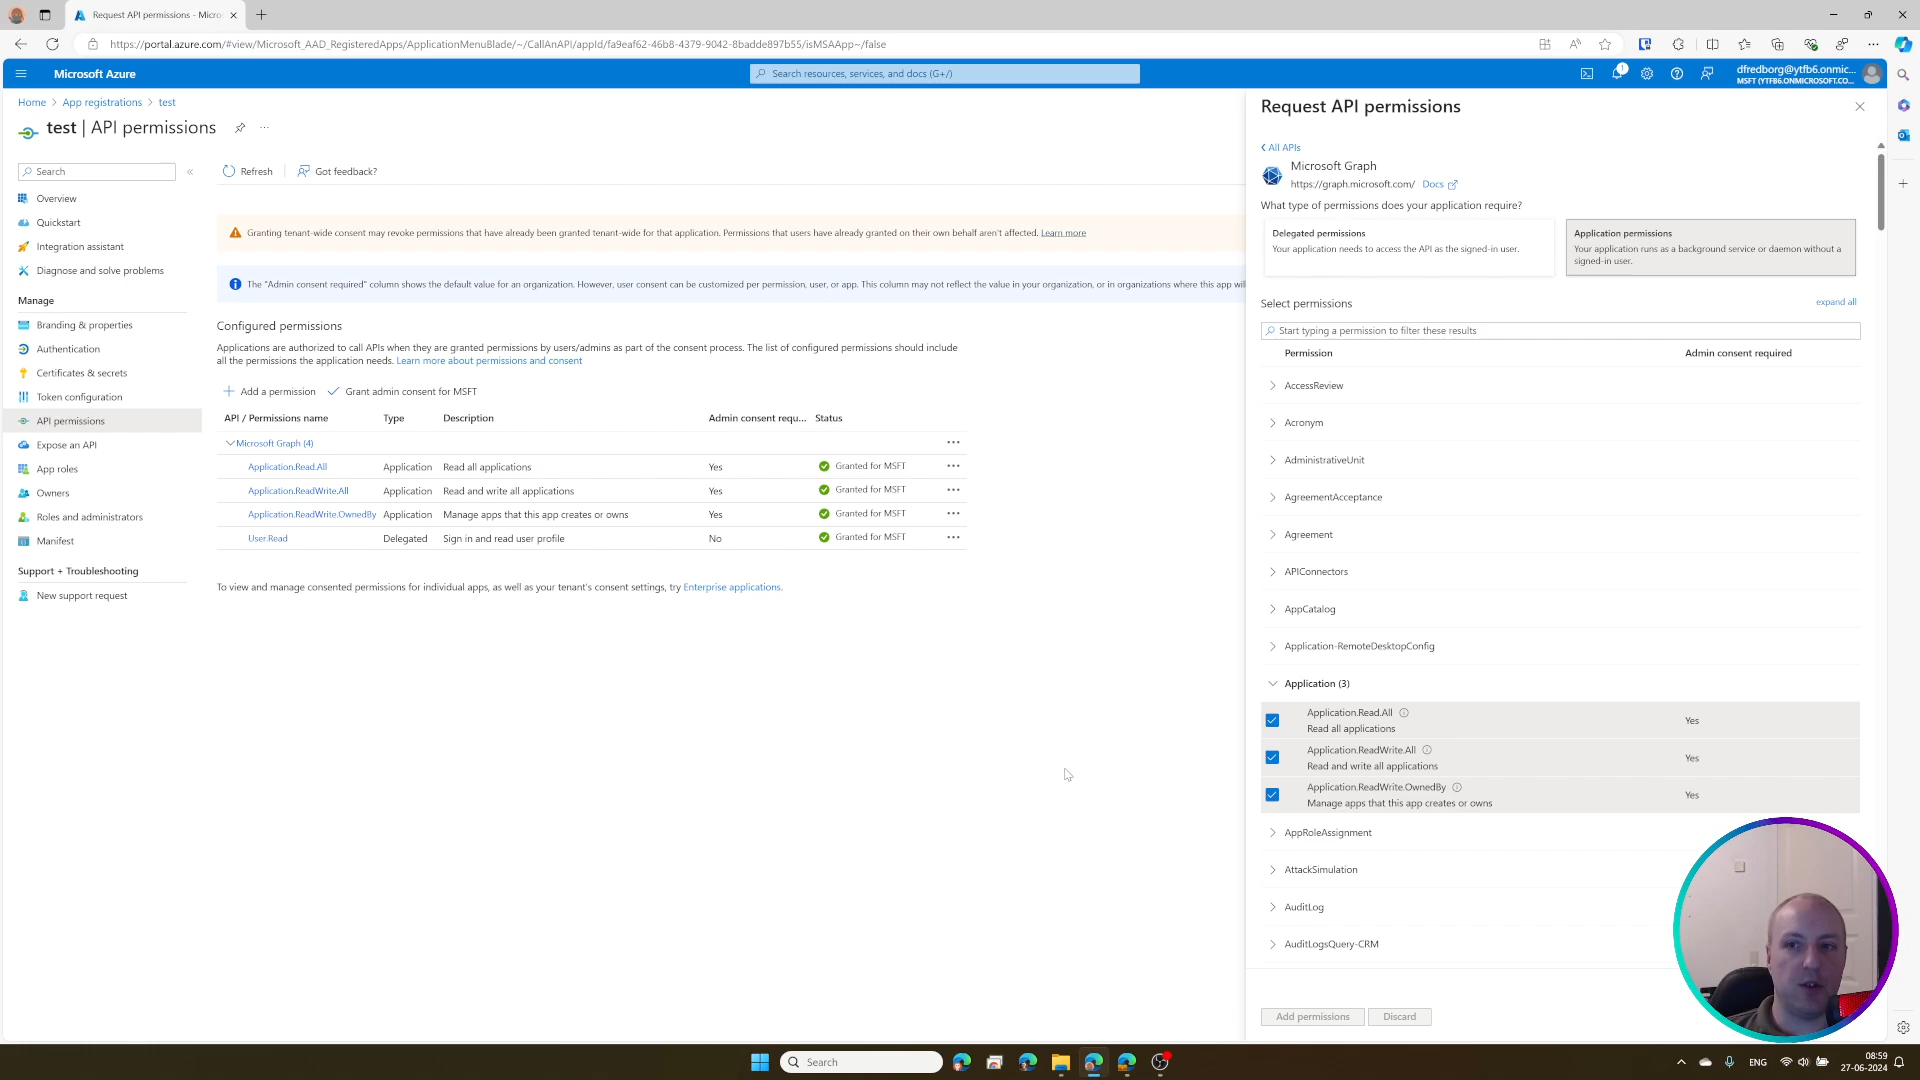 Request API permissions - Micro
https://portal.azure.com/#view/Microsoft_AAD_RegisteredApps/ApplicationMenuBlade/~/CallAnAPI/appId/fa9eaf62-46b8-4379-9042-8badde897b55/isMSAApp~/false
Microsoft Azure
Search resources, services, and docs (G+/)
1
dfredborg@ytfb6.onmic...
MSFT (YTFB6.ONMICROSOFT.CO...
Home > App registrations > test
test | API permissions
Search
Overview
Quickstart
Integration assistant
Diagnose and solve problems
Manage
Branding & properties
Authentication
Certificates & secrets
Token configuration
API permissions
Expose an API
App roles
Owners
Roles and administrators
Manifest
Support + Troubleshooting
New support request
Refresh
Got feedback?
Granting tenant-wide consent may revoke permissions that have already been granted tenant-wide for that application. Permissions that users have already granted on their own behalf aren't affected. Learn more
The "Admin consent required" column shows the default value for an organization. However, user consent can be customized per permission, user, or app. This column may not reflect the value in your organization, or in organizations where this app will
Configured permissions
Applications are authorized to call APIs when they are granted permissions by users/admins as part of the consent process. The list of configured permissions should include
all the permissions the application needs. Learn more about permissions and consent
Add a permission
Grant admin consent for MSFT
API / Permissions name Type Description Admin consent requ... Status
Microsoft Graph (4)
Application.Read.All Application Read all applications Yes Granted for MSFT
Application.ReadWrite.All Application Read and write all applications Yes Granted for MSFT
Application.ReadWrite.OwnedBy Application Manage apps that this app creates or owns Yes Granted for MSFT
User.Read Delegated Sign in and read user profile No Granted for MSFT
To view and manage consented permissions for individual apps, as well as your tenant's consent settings, try Enterprise applications.
Request API permissions
All APIs
Microsoft Graph
https://graph.microsoft.com/ Docs
What type of permissions does your application require?
Delegated permissions
Your application needs to access the API as the signed-in user.
Application permissions
Your application runs as a background service or daemon without a
signed-in user.
Select permissions
expand all
Start typing a permission to filter these results
Permission Admin consent required
AccessReview
Acronym
AdministrativeUnit
AgreementAcceptance
Agreement
APIConnectors
AppCatalog
Application-RemoteDesktopConfig
Application (3)
Application.Read.All
Read all applications
Yes
Application.ReadWrite.All
Read and write all applications
Yes
Application.ReadWrite.OwnedBy
Manage apps that this app creates or owns
Yes
AppRoleAssignment
AttackSimulation
AuditLog
AuditLogsQuery-CRM
Add permissions
Discard
Search
ENG
08:59
27-06-2024